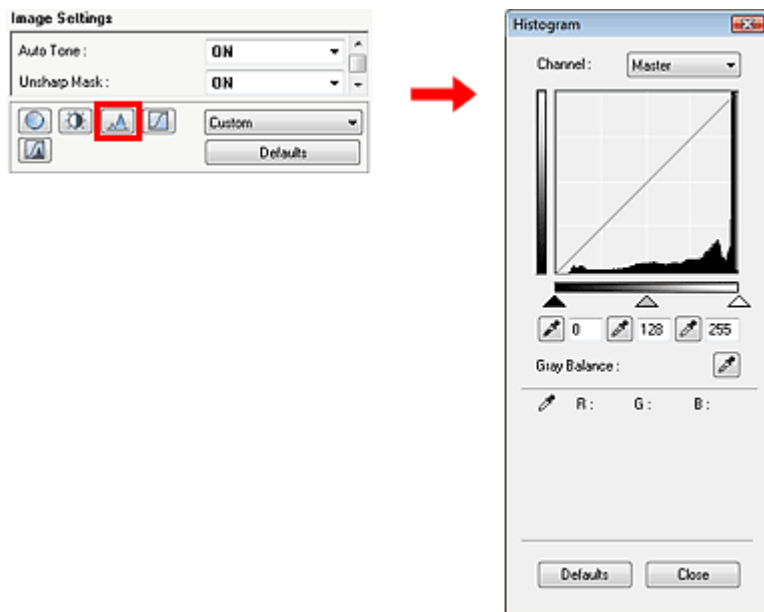 Image Settings
Auto Tone : ON
Unsharp Mask : ON
Custom
Defaults
Histogram
Channel : Master
0 128 255
Gray Balance :
R : G : B :
Defaults Close